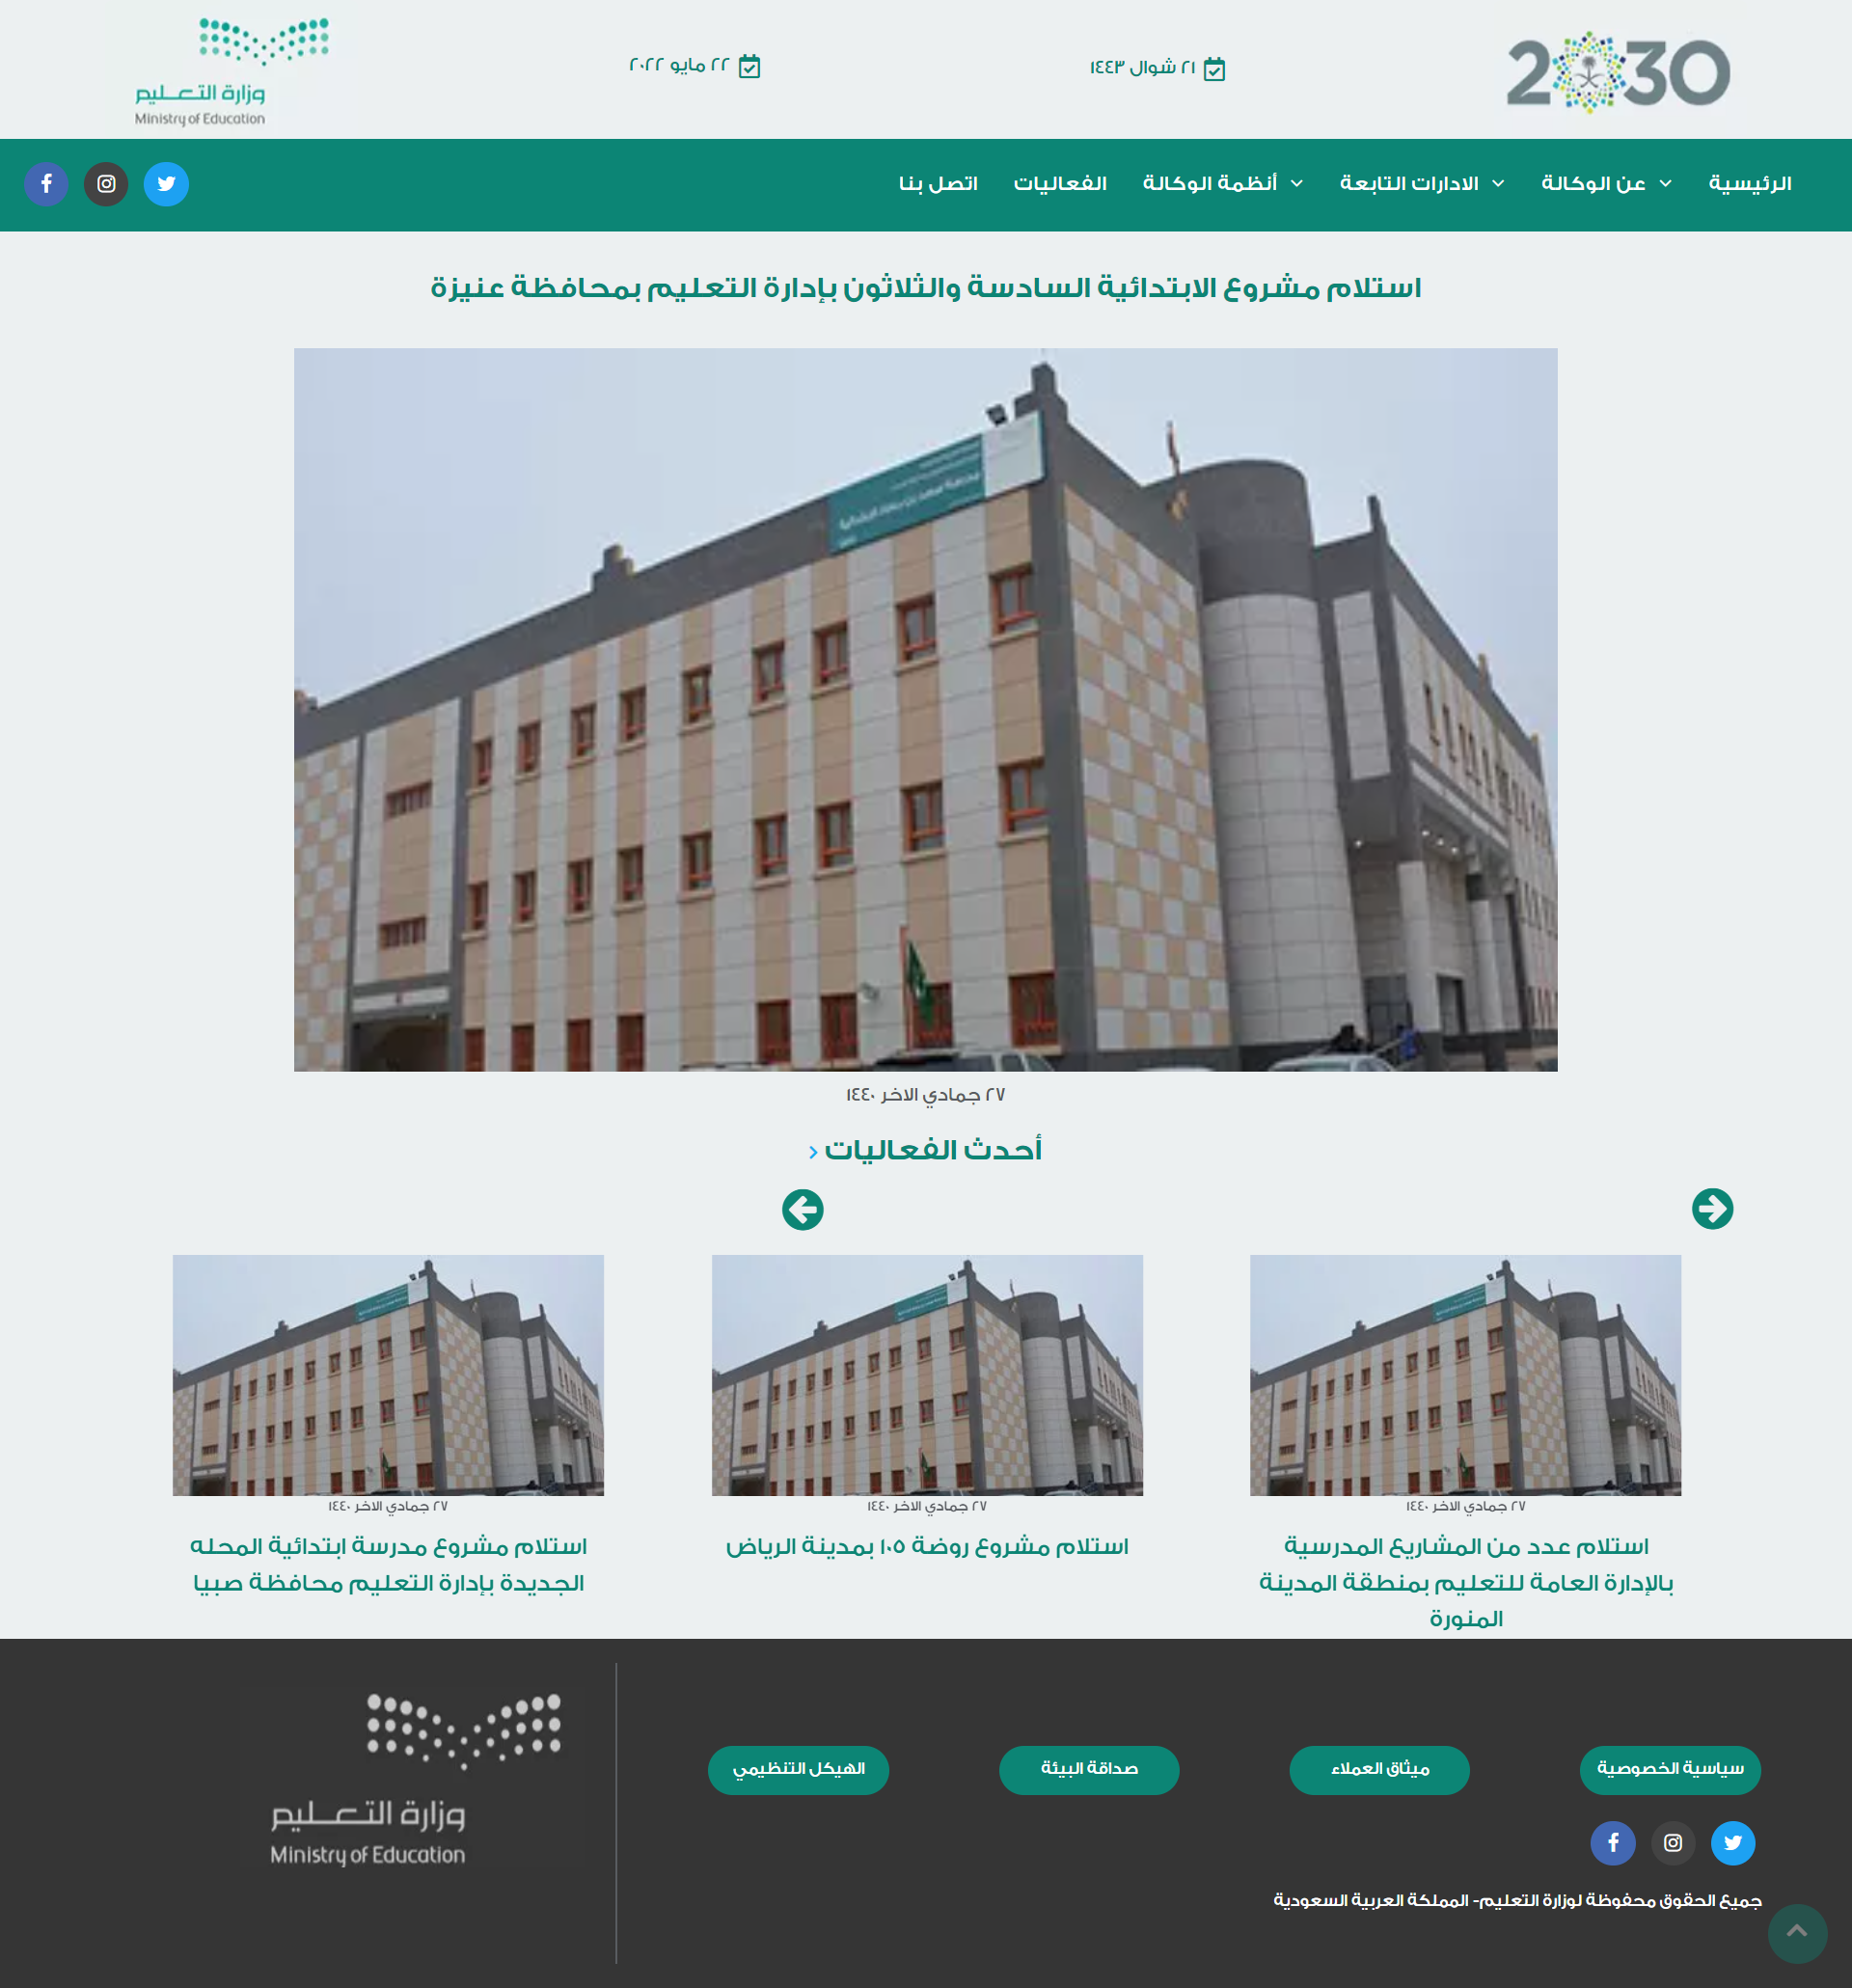 2030
٢١ شوال ١٤٤٣
٢٢ مايو ٢٠٢٢
وزارة التعليم
Ministry of Education
الرئيسية
عن الوكالة
الادارات التابعة
أنظمة الوكالة
الفعاليات
اتصل بنا
استلام مشروع الابتدائية السادسة والثلاثون بإدارة التعليم بمحافظة عنيزة
٢٧ جمادي الاخر ١٤٤٠
أحدث الفعاليات
٢٧ جمادي الاخر ١٤٤٠
استلام عدد من المشاريع المدرسية
بالإدارة العامة للتعليم بمنطقة المدينة
المنورة
٢٧ جمادي الاخر ١٤٤٠
استلام مشروع روضة ١٠٥ بمدينة الرياض
٢٧ جمادي الاخر ١٤٤٠
استلام مشروع مدرسة ابتدائية المحله
الجديدة بإدارة التعليم محافظة صبيا
سياسية الخصوصية
ميثاق العملاء
صداقة البيئة
الهيكل التنظيمي
جميع الحقوق محفوظة لوزارة التعليم- المملكة العربية السعودية
وزارة التعليم
Ministry of Education